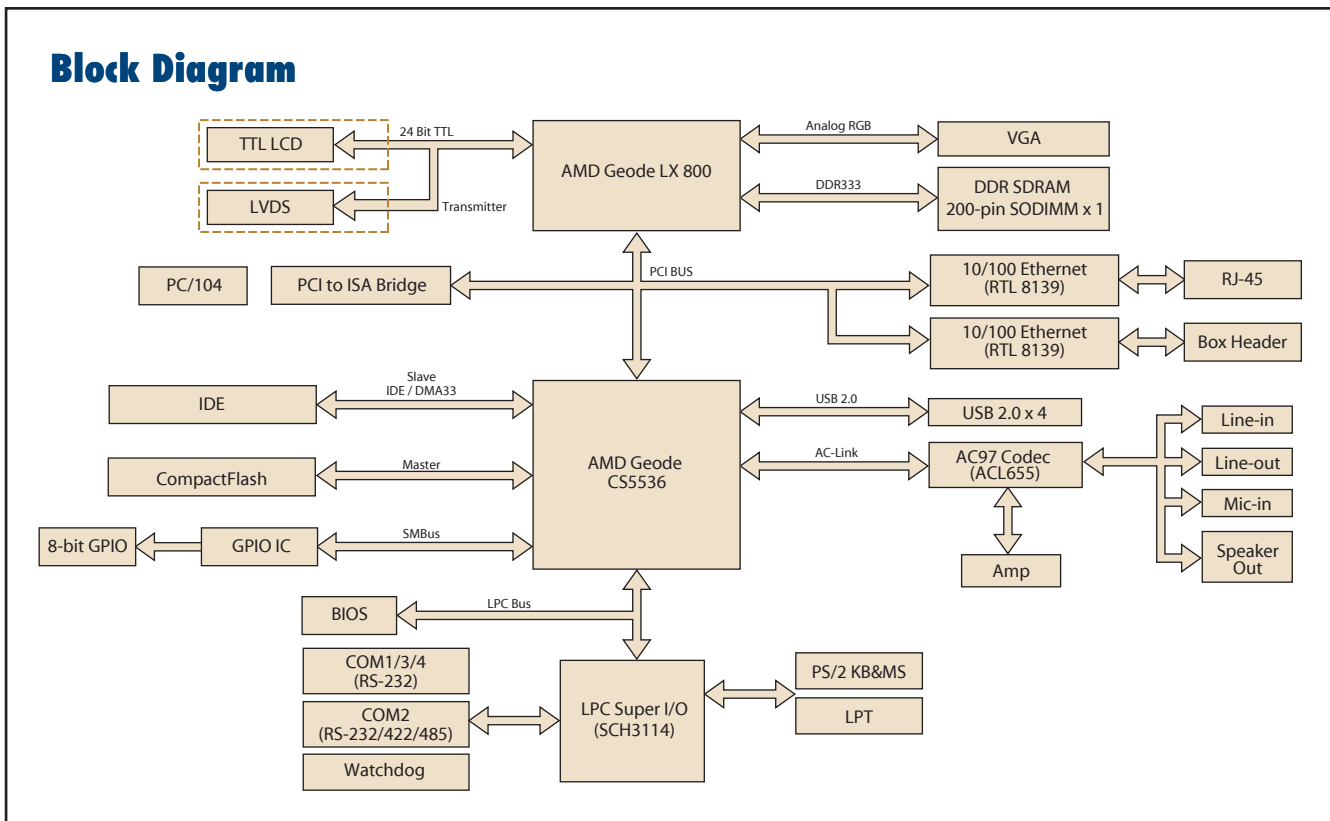 Block Diagram
TTL LCD
24 Bit TTL
LVDS
Transmitter
AMD Geode LX 800
Analog RGB
VGA
DDR333
DDR SDRAM
200-pin SODIMM x 1
PC/104
PCI to ISA Bridge
PCI BUS
10/100 Ethernet
(RTL 8139)
RJ-45
10/100 Ethernet
(RTL 8139)
Box Header
IDE
Slave
IDE / DMA33
CompactFlash
Master
8-bit GPIO
GPIO IC
SMBus
AMD Geode
CS5536
USB 2.0
USB 2.0 x 4
AC-Link
AC97 Codec
(ACL655)
Line-in
Line-out
Mic-in
Speaker
Out
Amp
BIOS
LPC Bus
COM1/3/4
(RS-232)
COM2
(RS-232/422/485)
Watchdog
LPC Super I/O
(SCH3114)
PS/2 KB&MS
LPT